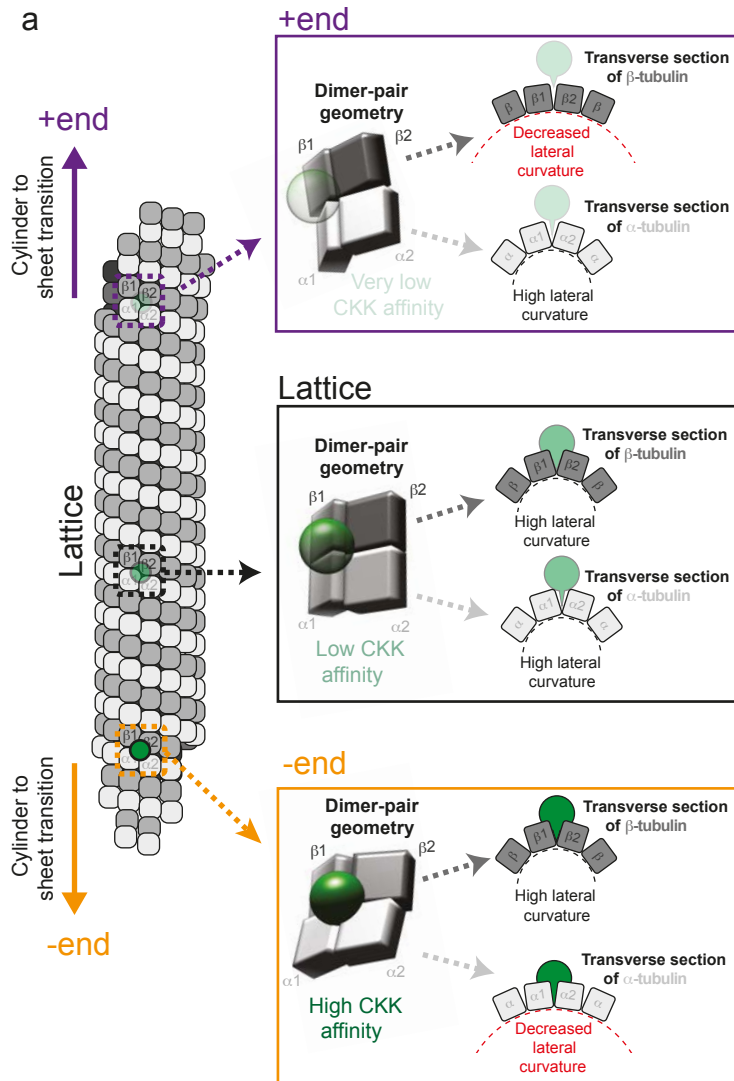 a
+end
Cylinder to
sheet transition
β1
β2
α1
α2
Lattice
β1
β2
α1
α2
β1
β2
α
α2
Cylinder to
sheet transition
-end
+end
Dimer-pair
geometry
β1
β2
α1
α2
Very low
CKK affinity
Transverse section
of β-tubulin
β
β1
β2
β
Decreased
lateral
curvature
Transverse section
of α-tubulin
α
α1
α2
α
High lateral
curvature
Lattice
Dimer-pair
geometry
β1
β2
α1
α2
Low CKK
affinity
Transverse section
of β-tubulin
β
β1
β2
β
High lateral
curvature
Transverse section
of α-tubulin
α
α1
α2
α
High lateral
curvature
-end
Dimer-pair
geometry
β1
β2
α1
α2
High CKK
affinity
Transverse section
of β-tubulin
β
β1
β2
β
High lateral
curvature
Transverse section
of α-tubulin
α
α1
α2
α
Decreased
lateral
curvature